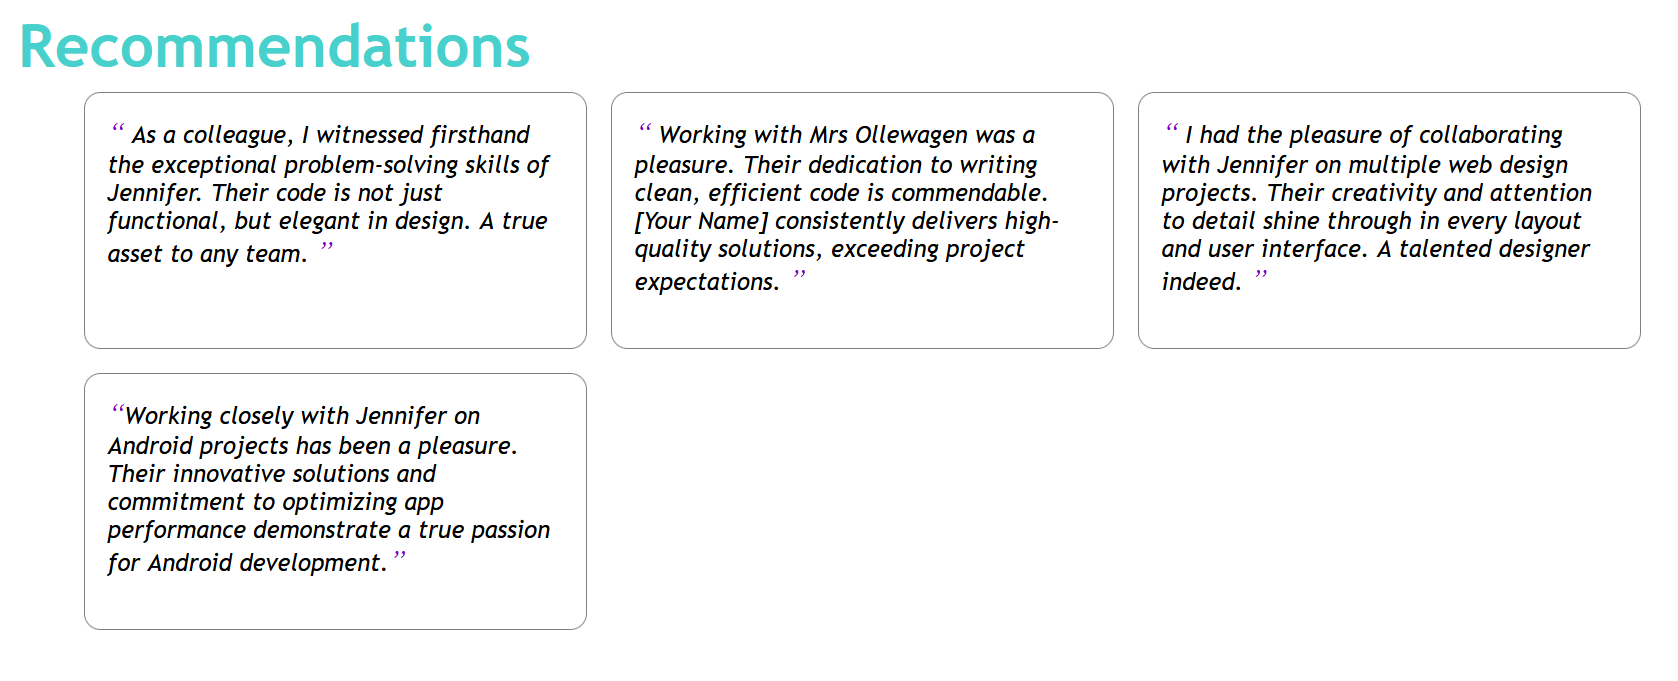 Recommendations
“ As a colleague, I witnessed firsthand
the exceptional problem-solving skills of
Jennifer. Their code is not just
functional, but elegant in design. A true
asset to any team. ”
“ Working with Mrs Ollewagen was a
pleasure. Their dedication to writing
clean, efficient code is commendable.
[Your Name] consistently delivers high-
quality solutions, exceeding project
expectations. ”
“ I had the pleasure of collaborating
with Jennifer on multiple web design
projects. Their creativity and attention
to detail shine through in every layout
and user interface. A talented designer
indeed. ”
“Working closely with Jennifer on
Android projects has been a pleasure.
Their innovative solutions and
commitment to optimizing app
performance demonstrate a true passion
for Android development.”